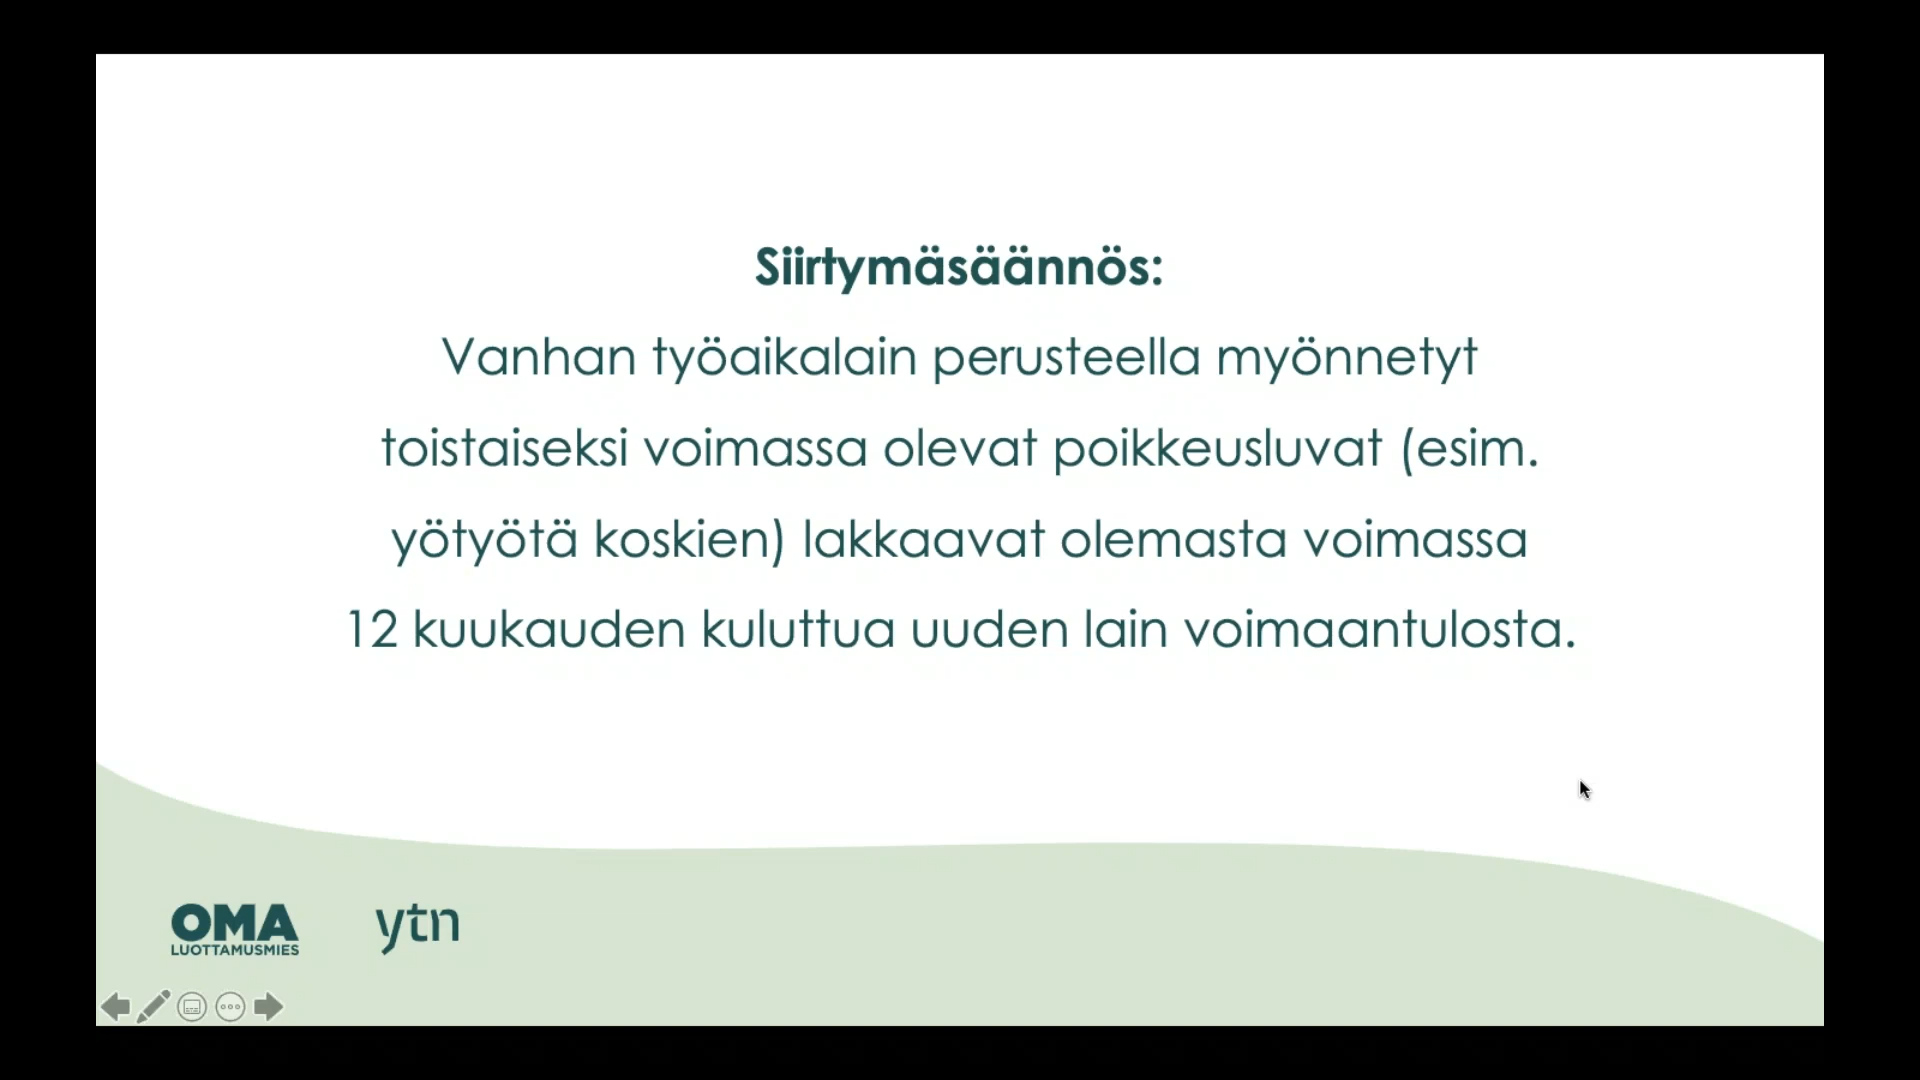 Siirtymäsäännös:
Vanhan työaikalain perusteella myönnetyt
toistaiseksi voimassa olevat poikkeusluvat (esim.
yötyötä koskien) lakkaavat olemasta voimassa
12 kuukauden kuluttua uuden lain voimaantulosta.
OMA
LUOTTAMUSMIES
ytn